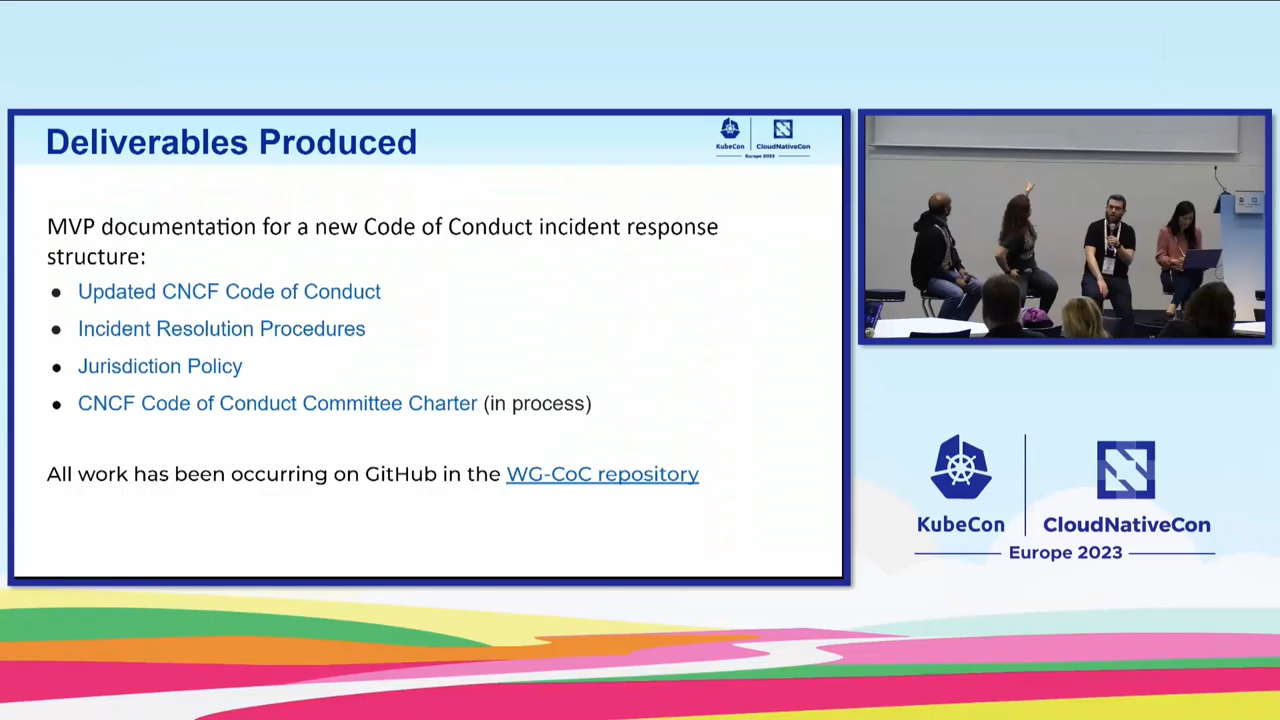 Deliverables Produced
KubeCon
CloudNativeCon
Europe 2023
MVP documentation for a new Code of Conduct incident response
structure:
● Updated CNCF Code of Conduct
● Incident Resolution Procedures
● Jurisdiction Policy
● CNCF Code of Conduct Committee Charter (in process)
All work has been occurring on GitHub in the WG-CoC repository
KubeCon
CloudNativeCon
Europe 2023